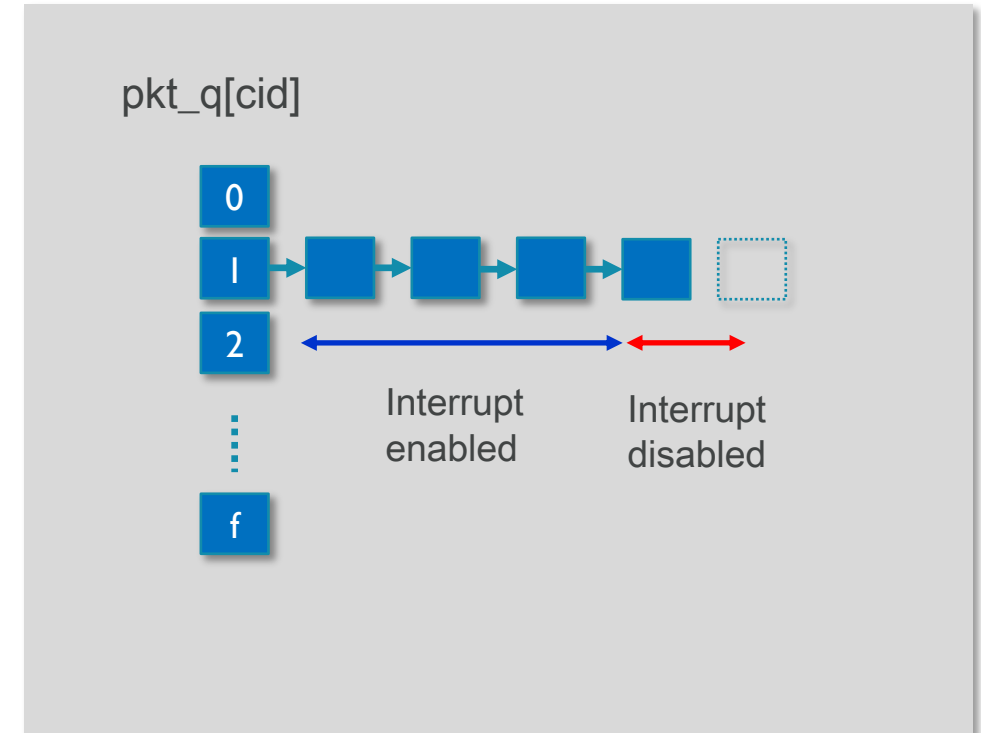 pkt_q[cid]
0
1
2
f
Interrupt
enabled
Interrupt
disabled